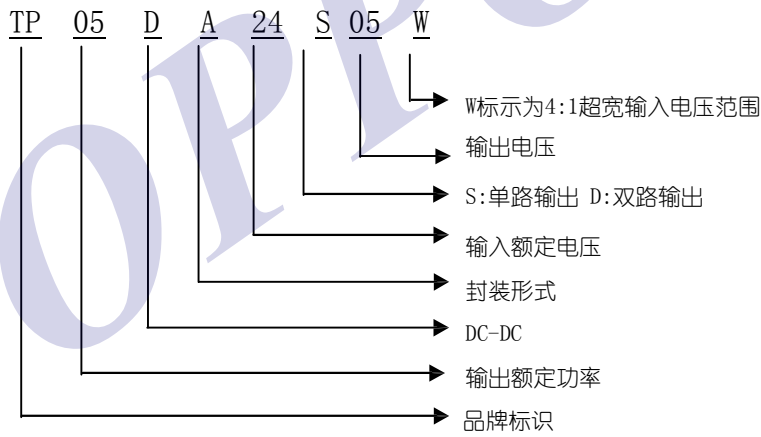 TP 05 D A 24 S 05 W
W标示为4:1超宽输入电压范围
输出电压
S:单路输出 D:双路输出
输入额定电压
封装形式
DC-DC
输出额定功率
品牌标识